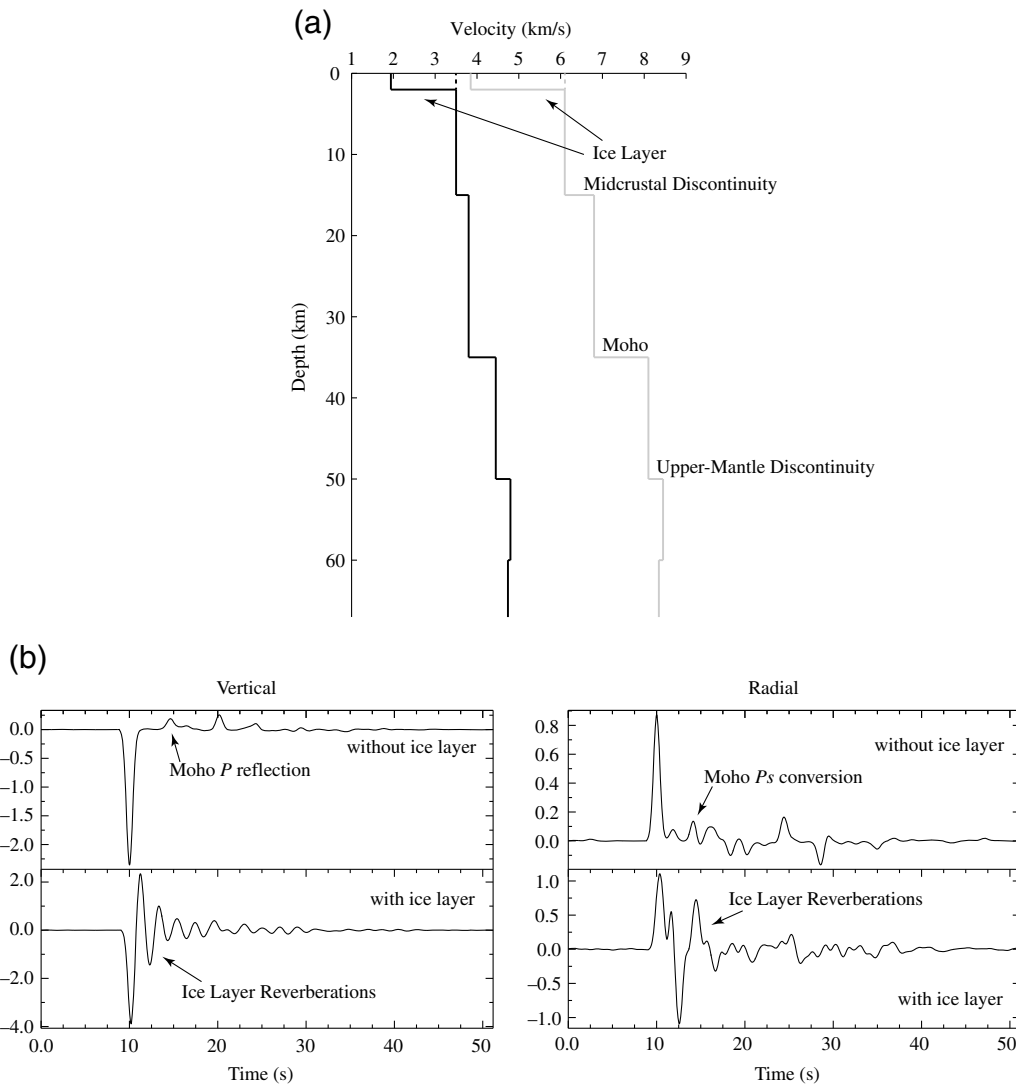 (a)
Velocity (km/s)
1 2 3 4 5 6 7 8 9
0
10
20
30
40
50
60
Depth (km)
Ice Layer
Midcrustal Discontinuity
Moho
Upper-Mantle Discontinuity
(b)
Vertical
0.0
–0.5
–1.0
–1.5
–2.0
without ice layer
Moho P reflection
2.0
0.0
–2.0
–4.0
with ice layer
Ice Layer Reverberations
0.0 10 20 30 40 50
Time (s)
Radial
0.8
0.6
0.4
0.2
0.0
without ice layer
Moho Ps conversion
1.0
0.5
0.0
–0.5
–1.0
Ice Layer Reverberations
with ice layer
0.0 10 20 30 40 50
Time (s)